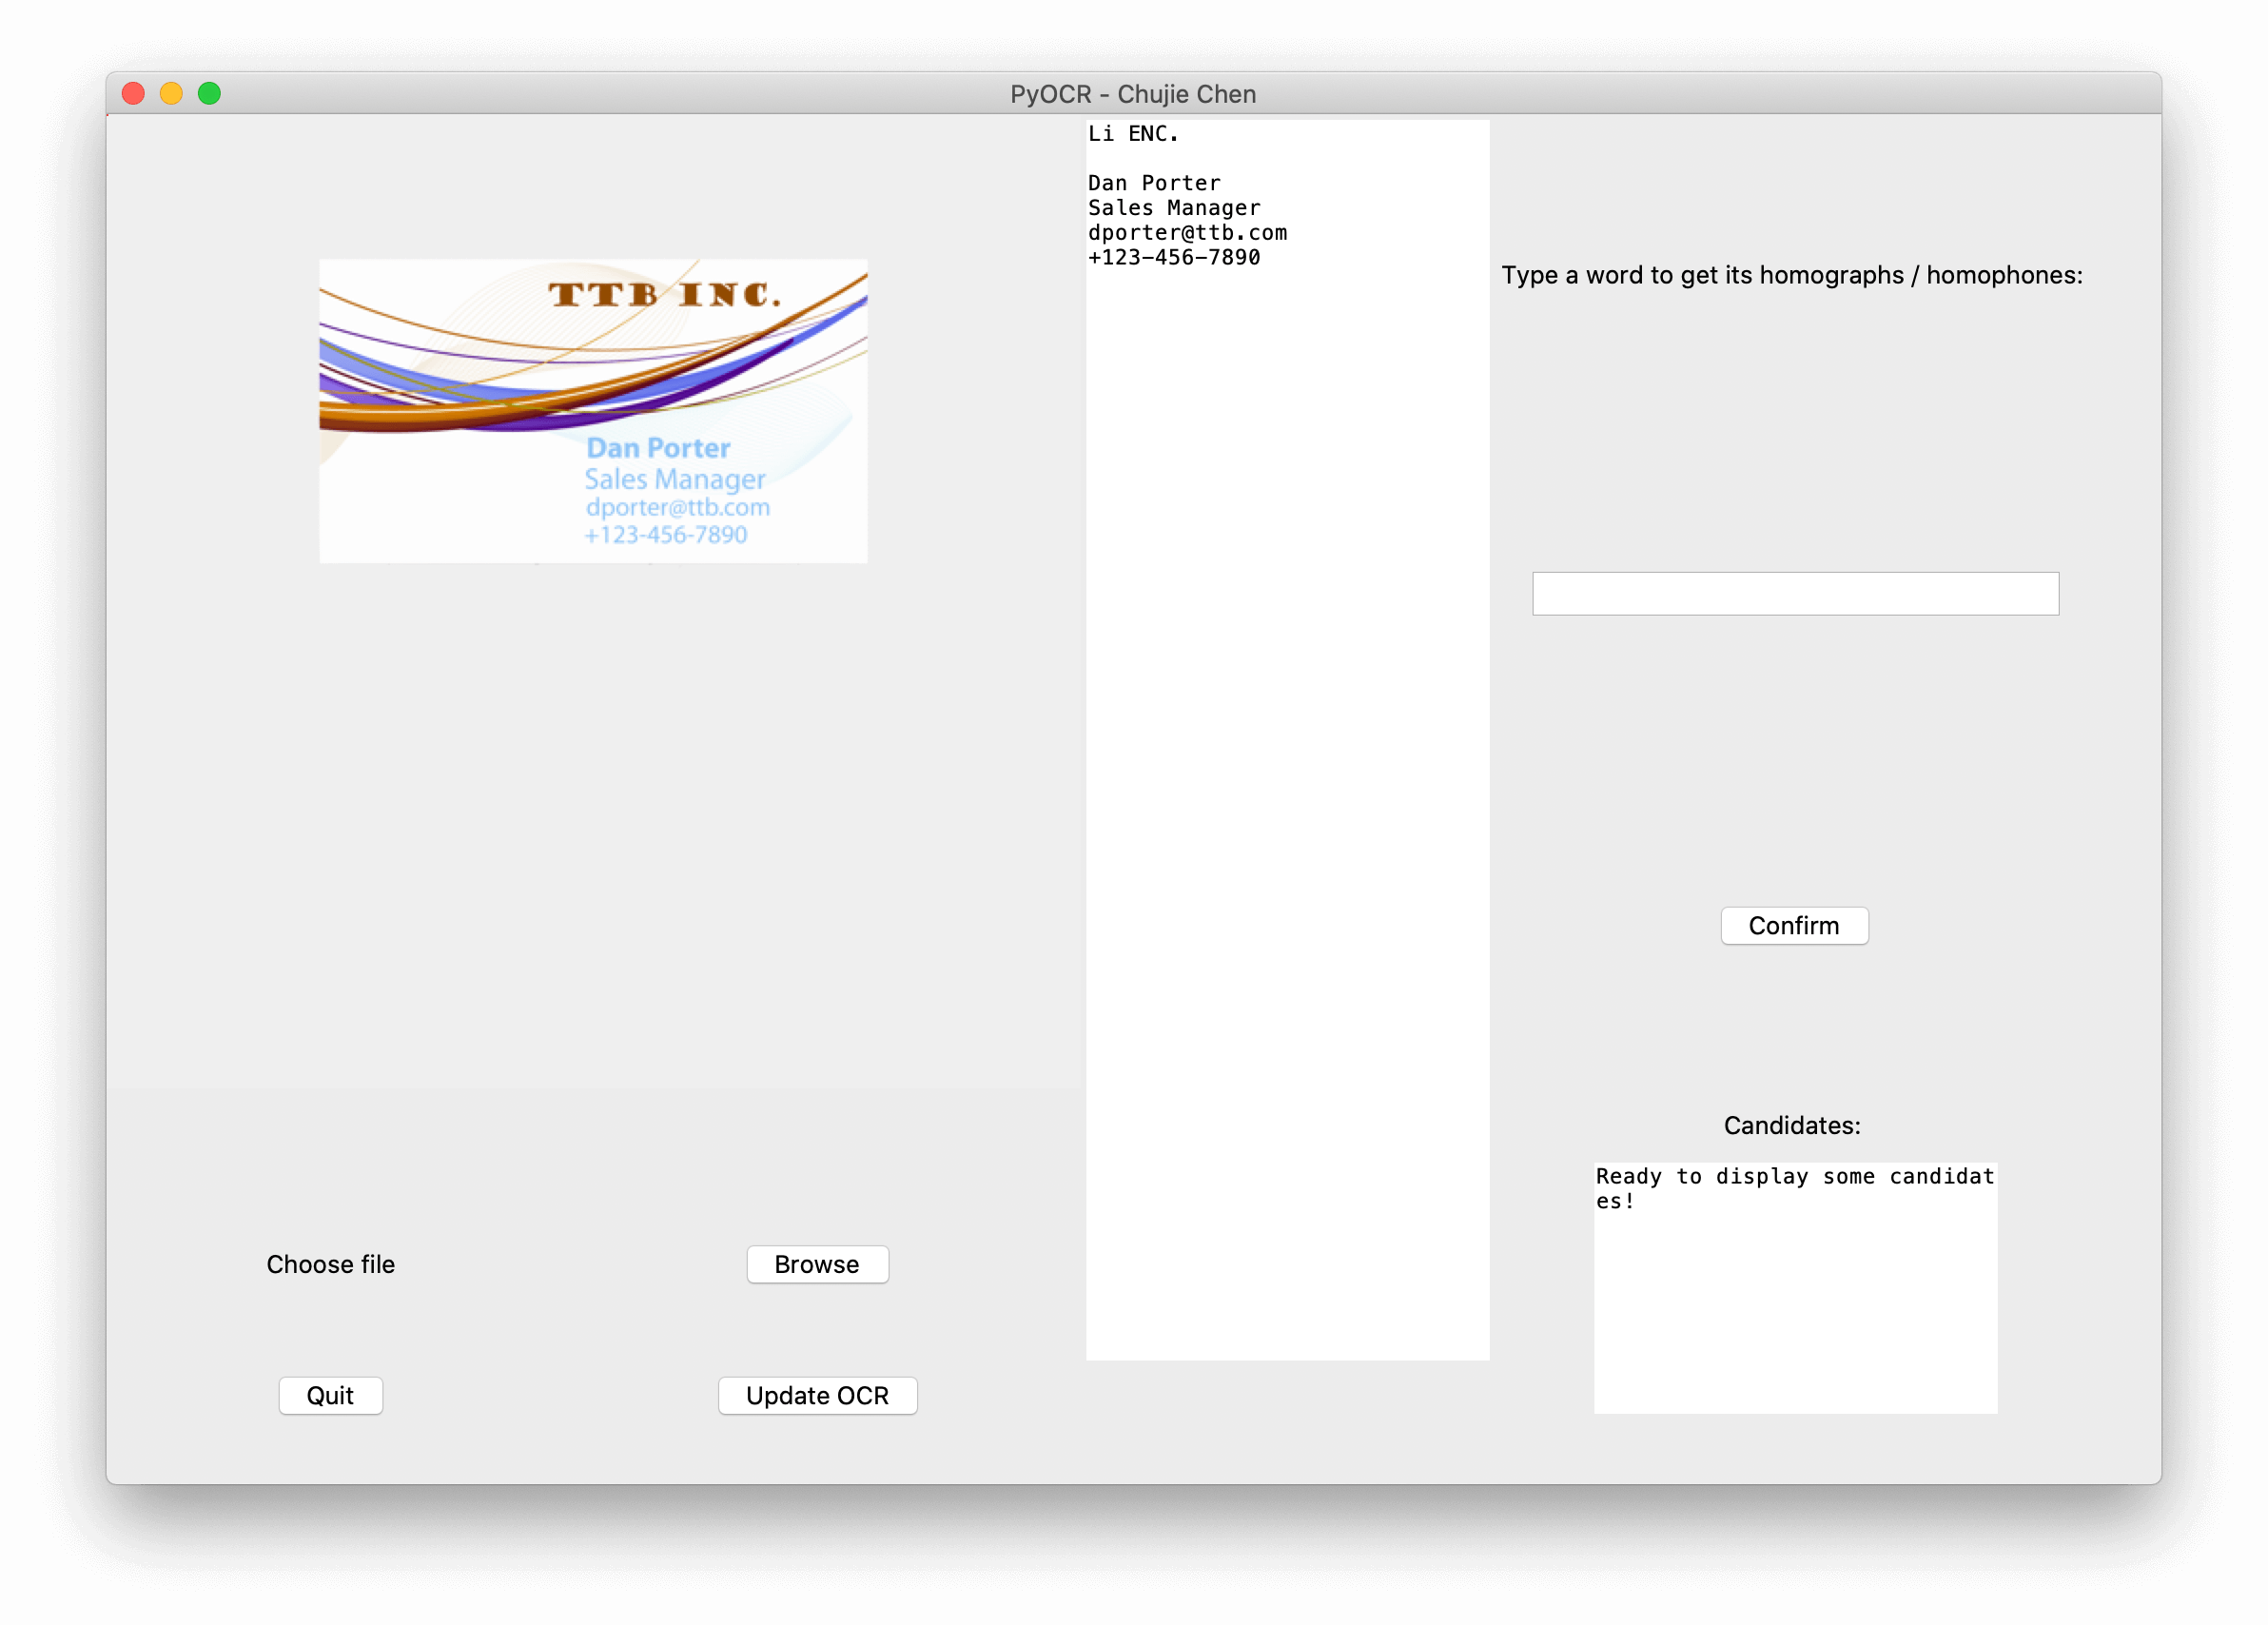 PyOCR - Chujie Chen
TTB INC.
Dan Porter
Sales Manager
dporter@ttb.com
+123-456-7890
Choose file
Browse
Quit
Update OCR
Li ENC.
Dan Porter
Sales Manager
dporter@ttb.com
+123-456-7890
Type a word to get its homographs / homophones:
Confirm
Candidates:
Ready to display some candidat
es!